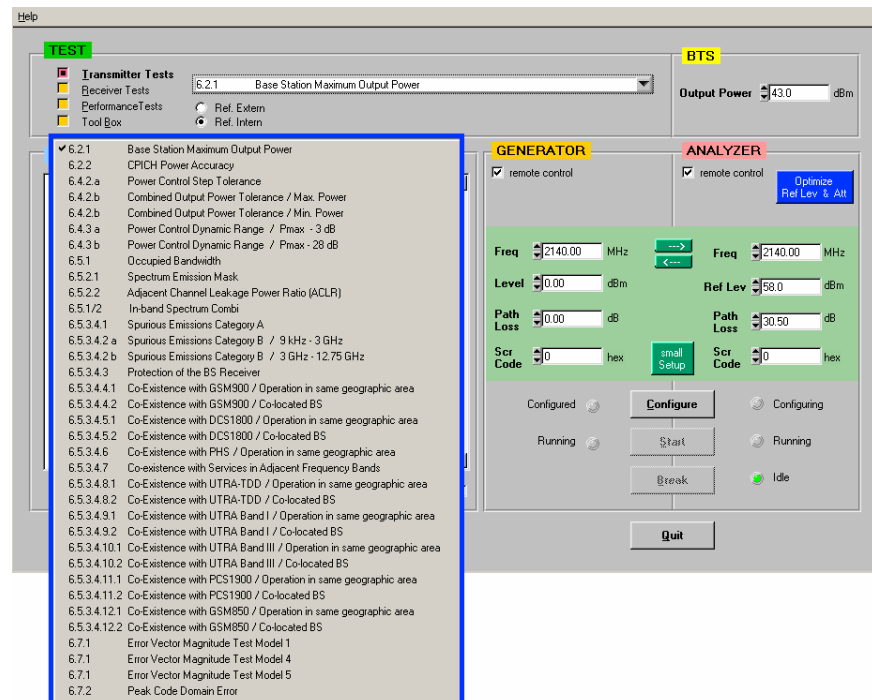 Help
TEST
Transmitter Tests
Receiver Tests
PerformanceTests
Tool Box
6.2.1 Base Station Maximum Output Power
Ref. Extern
Ref. Intern
BTS
Output Power 43.0 dBm
6.2.1 Base Station Maximum Output Power
6.2.2 CPICH Power Accuracy
6.4.2.a Power Control Step Tolerance
6.4.2.b Combined Output Power Tolerance / Max. Power
6.4.2.b Combined Output Power Tolerance / Min. Power
6.4.3 a Power Control Dynamic Range / Pmax - 3 dB
6.4.3 b Power Control Dynamic Range / Pmax - 28 dB
6.5.1 Occupied Bandwidth
6.5.2.1 Spectrum Emission Mask
6.5.2.2 Adjacent Channel Leakage Power Ratio (ACLR)
6.5.1/2 In-band Spectrum Combi
6.5.3.4.1 Spurious Emissions Category A
6.5.3.4.2 a Spurious Emissions Category B / 9 kHz - 3 GHz
6.5.3.4.2 b Spurious Emissions Category B / 3 GHz - 12.75 GHz
6.5.3.4.3 Protection of the BS Receiver
6.5.3.4.4.1 Co-Existence with GSM900 / Operation in same geographic area
6.5.3.4.4.2 Co-Existence with GSM900 / Co-located BS
6.5.3.4.5.1 Co-Existence with DCS1800 / Operation in same geographic area
6.5.3.4.5.2 Co-Existence with DCS1800 / Co-located BS
6.5.3.4.6 Co-Existence with PHS / Operation in same geographic area
6.5.3.4.7 Co-existence with Services in Adjacent Frequency Bands
6.5.3.4.8.1 Co-Existence with UTRA-TDD / Operation in same geographic area
6.5.3.4.8.2 Co-Existence with UTRA-TDD / Co-located BS
6.5.3.4.9.1 Co-Existence with UTRA Band I / Operation in same geographic area
6.5.3.4.9.2 Co-Existence with UTRA Band I / Co-located BS
6.5.3.4.10.1 Co-Existence with UTRA Band III / Operation in same geographic area
6.5.3.4.10.2 Co-Existence with UTRA Band III / Co-located BS
6.5.3.4.11.1 Co-Existence with PCS1900 / Operation in same geographic area
6.5.3.4.11.2 Co-Existence with PCS1900 / Co-located BS
6.5.3.4.12.1 Co-Existence with GSM850 / Operation in same geographic area
6.5.3.4.12.2 Co-Existence with GSM850 / Co-located BS
6.7.1 Error Vector Magnitude Test Model 1
6.7.1 Error Vector Magnitude Test Model 4
6.7.1 Error Vector Magnitude Test Model 5
6.7.2 Peak Code Domain Error
GENERATOR
remote control
ANALYZER
remote control
Optimize
Ref Lev & Att
Freq 2140.00 MHz
--->
<---
Freq 2140.00 MHz
Level 0.00 dBm
Ref Lev 58.0 dBm
Path Loss 0.00 dB
Path Loss 30.50 dB
Scr Code 0 hex
small Setup
Scr Code 0 hex
Configured
Configure
Configuring
Running
Start
Running
Break
Idle
Quit